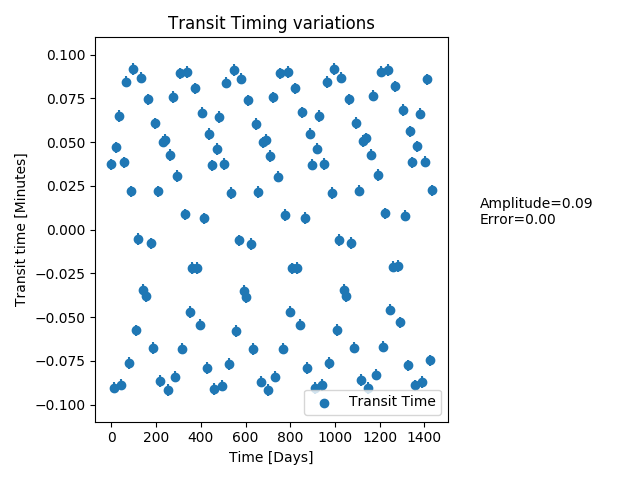 Transit Timing variations
Transit time [Minutes]
0.100
0.075
0.050
0.025
0.000
−0.025
−0.050
−0.075
−0.100
0 200 400 600 800 1000 1200 1400
Time [Days]
Transit Time
Amplitude=0.09
Error=0.00